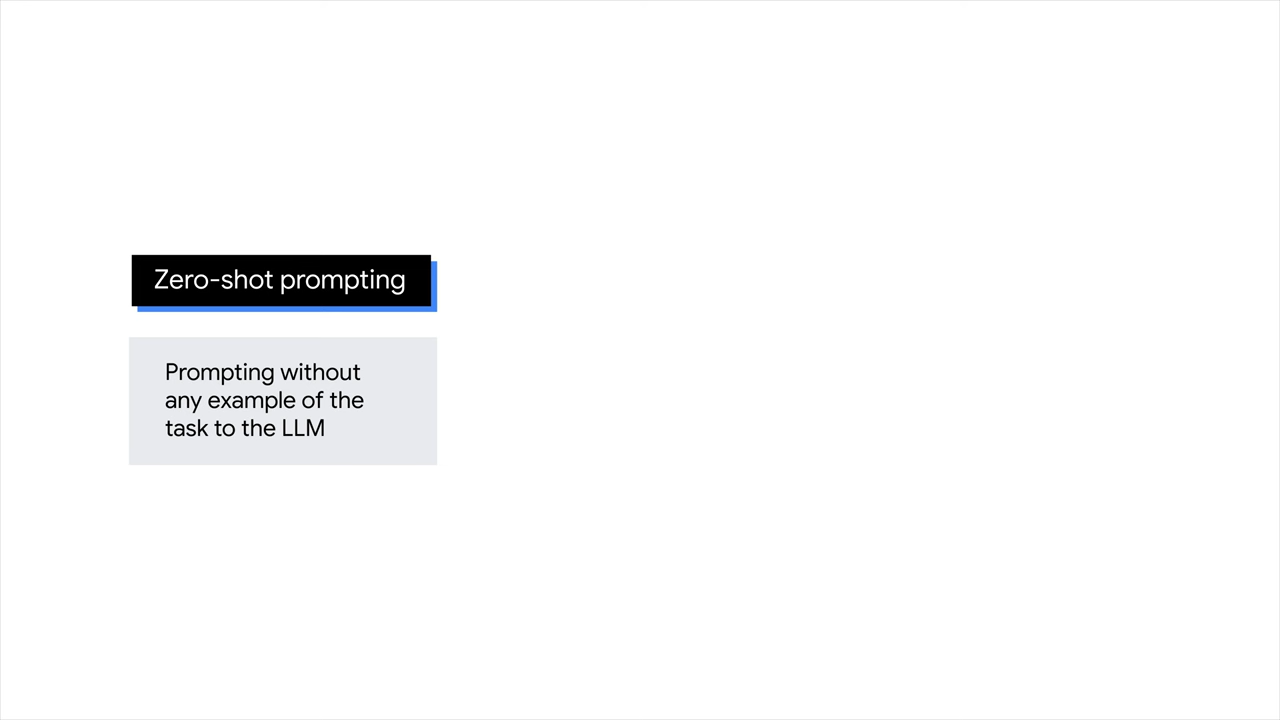 Zero-shot prompting
Prompting without
any example of the
task to the LLM